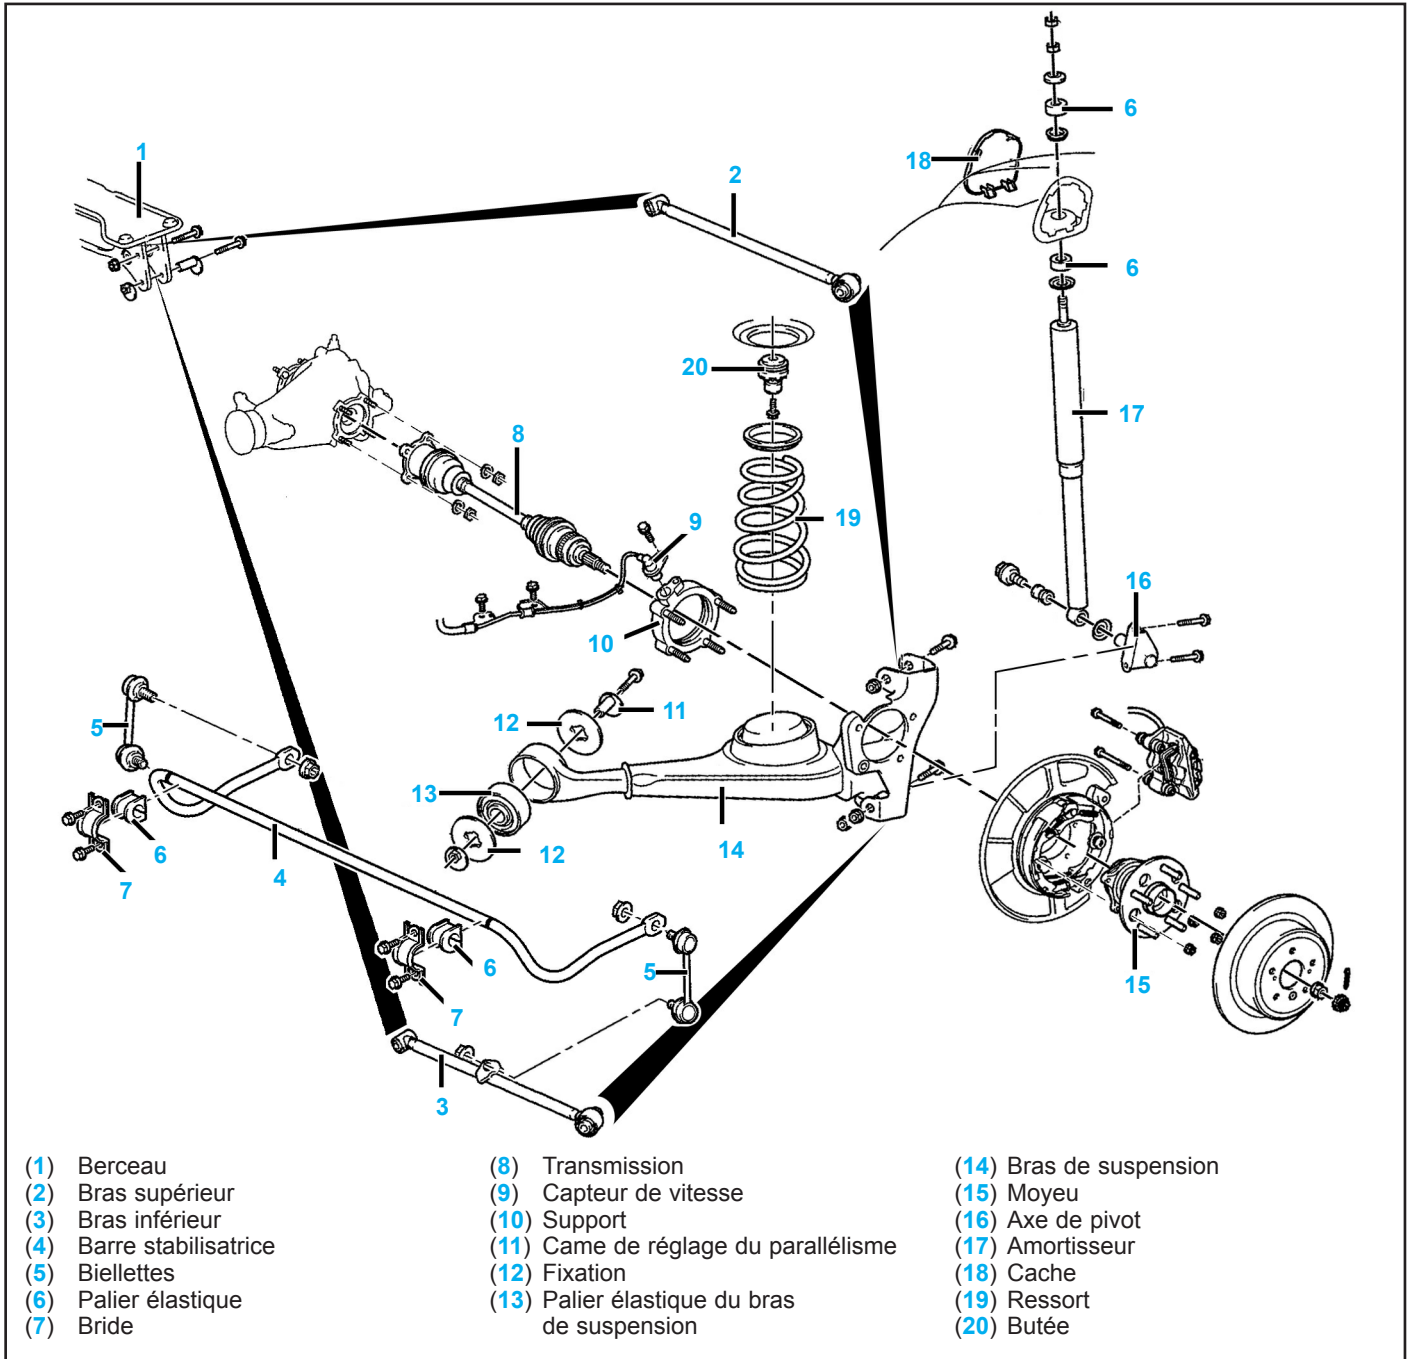 6
18
1
2
6
20
17
8
19
9
16
10
5
12
11
13
12
14
6
7
4
6
5
15
7
3
(1) Berceau
(2) Bras supérieur
(3) Bras inférieur
(4) Barre stabilisatrice
(5) Biellettes
(6) Palier élastique
(7) Bride
(8) Transmission
(9) Capteur de vitesse
(10) Support
(11) Came de réglage du parallélisme
(12) Fixation
(13) Palier élastique du bras
de suspension
(14) Bras de suspension
(15) Moyeu
(16) Axe de pivot
(17) Amortisseur
(18) Cache
(19) Ressort
(20) Butée